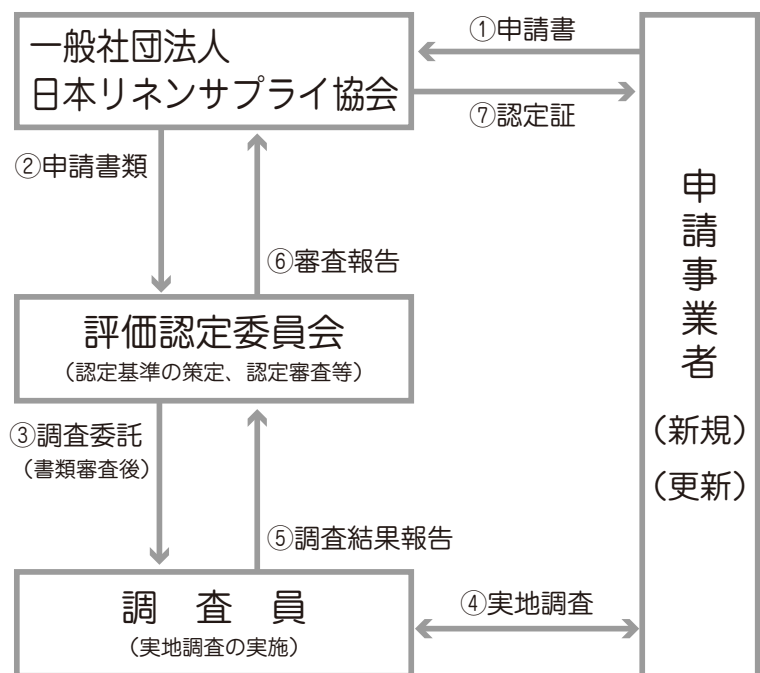 一般社団法人
日本リネンサプライ協会
①申請書
⑦認定証
②申請書類
⑥審査報告
評価認定委員会
（認定基準の策定、認定審査等）
③調査委託
（書類審査後）
⑤調査結果報告
調 査 員
（実地調査の実施）
④実地調査
申請事業者
（新規）
（更新）